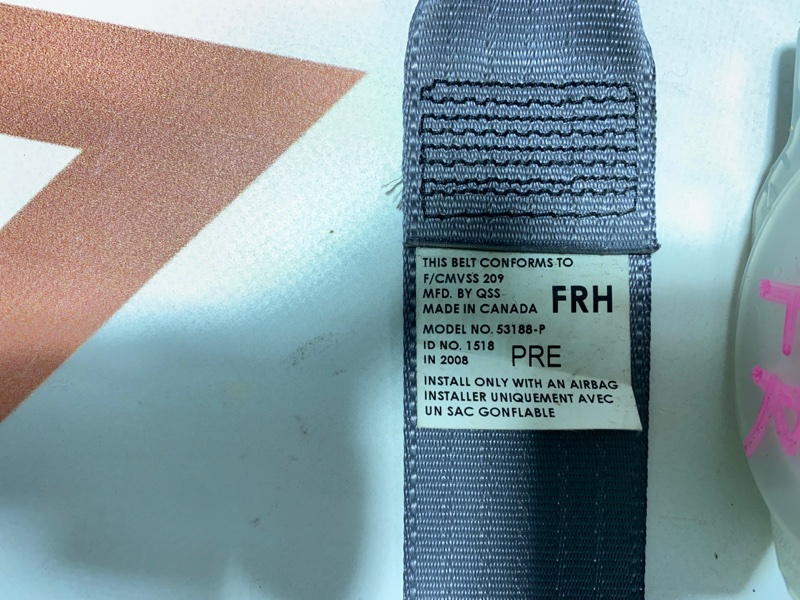 THIS BELT CONFORMS TO
F/CMVSS 209
MFD. BY QSS
MADE IN CANADA FRH
MODEL NO. 53188-P
ID NO. 1518
IN 2008 PRE
INSTALL ONLY WITH AN AIRBAG
INSTALLER UNIQUEMENT AVEC
UN SAC GONFLABLE